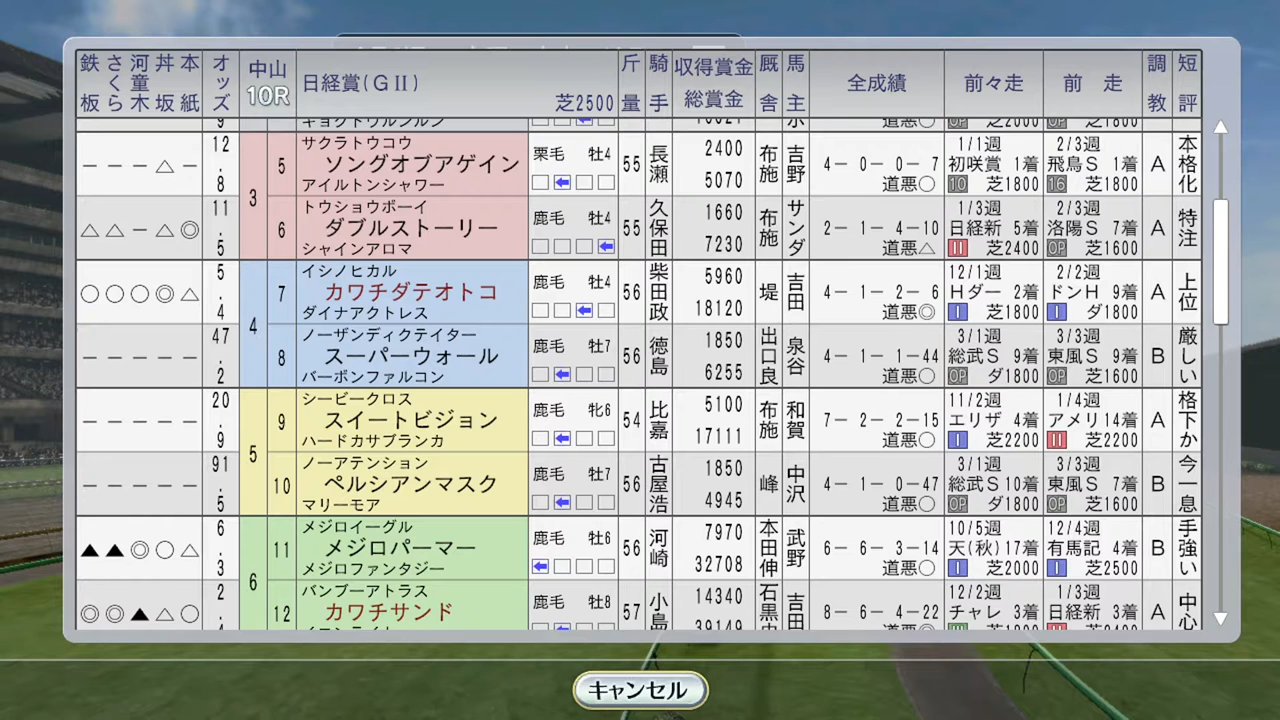 鉄板 さくら 河童木 井坂 本紙 オッズ 中山 10R 日経賞(GⅡ) 芝2500 斤量 騎手 収得賞金 総賞金 厩舎 馬主 全成績 前々走 前 走 調教 短評
9 道悪○ OP 芝2000 OP 芝1800
－ － － △ － 12.8 3 5 サクラトウコウ 栗毛 牡4 55 長瀬 2400 布施 吉野 4－ 0－ 0－ 7 1/1週 2/3週 A 本格化
ソングオブアゲイン 初咲賞 1着 飛鳥S 1着
アイルトンシャワー 5070 道悪○ 10 芝1800 16 芝1800
△ △ － △ ◎ 11.5 6 トウショウボーイ 鹿毛 牡4 55 久保田 1660 布施 サンダ 2－ 1－ 4－10 1/3週 2/3週 A 特注
ダブルストーリー 日経新 5着 洛陽S 7着
シャインアロマ 7230 道悪△ II 芝2400 OP 芝1600
○ ○ ○ ◎ △ 5.4 4 7 イシノヒカル 鹿毛 牡4 56 柴田政 5960 堤 吉田 4－ 1－ 2－ 6 12/1週 2/2週 A 上位
カワチダテオトコ Hダー 2着 ドンH 9着
ダイナアクトレス 18120 道悪◎ I 芝1800 I ダ1800
－ － － － － 47.2 8 ノーザンディクテイター 鹿毛 牡7 56 徳島 1850 出口良 泉谷 4－ 1－ 1－44 3/1週 3/3週 B 厳しい
スーパーウォール 総武S 9着 東風S 9着
バーボンファルコン 6255 道悪○ OP ダ1800 OP 芝1600
－ － － － － 20.9 5 9 シービークロス 鹿毛 牝6 54 比嘉 5100 布施 和賀 7－ 2－ 2－15 11/2週 1/4週 A 格下か
スイートビジョン エリザ 4着 アメリ14着
ハードカサブランカ 17111 道悪○ I 芝2200 II 芝2200
－ － － － － 91.5 10 ノーアテンション 鹿毛 牡7 56 古屋浩 1850 峰 中沢 4－ 1－ 0－47 3/1週 3/3週 B 今一息
ペルシアンマスク 総武S 10着 東風S 7着
マリーモア 4945 道悪○ OP ダ1800 OP 芝1600
▲ ▲ ◎ ○ △ 6.3 6 11 メジロイーグル 鹿毛 牡6 56 河崎 7970 本田伸 武野 6－ 6－ 3－14 10/5週 12/4週 B 手強い
メジロパーマー 天(秋)17着 有馬記 4着
メジロファンタジー 32708 道悪○ I 芝2000 I 芝2500
◎ ◎ ▲ △ ○ 2. 12 バンブーアトラス 鹿毛 牡8 57 小島 14340 石黒 吉田 8－ 6－ 4－22 12/2週 1/3週 A 中心
カワチサンド チャレ 3着 日経新 3着
キャンセル